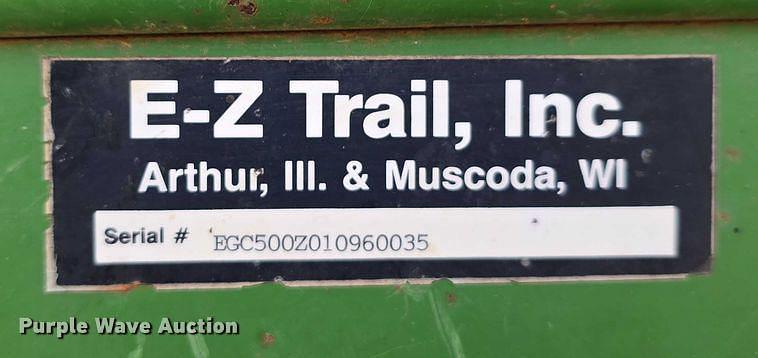 E-Z Trail, Inc.
Arthur, Ill. & Muscoda, WI
Serial # EGC500Z010960035
Purple Wave Auction